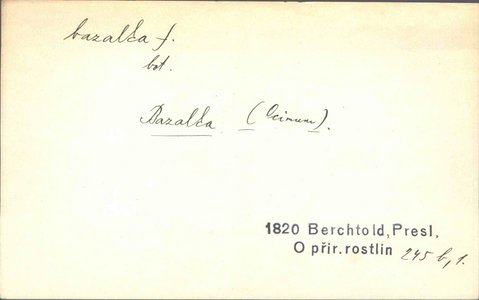 bazalka f.
bot.
Bazalka (Ocimum).
1820 Berchtold, Presl,
O přir. rostlin 245 b, 1.